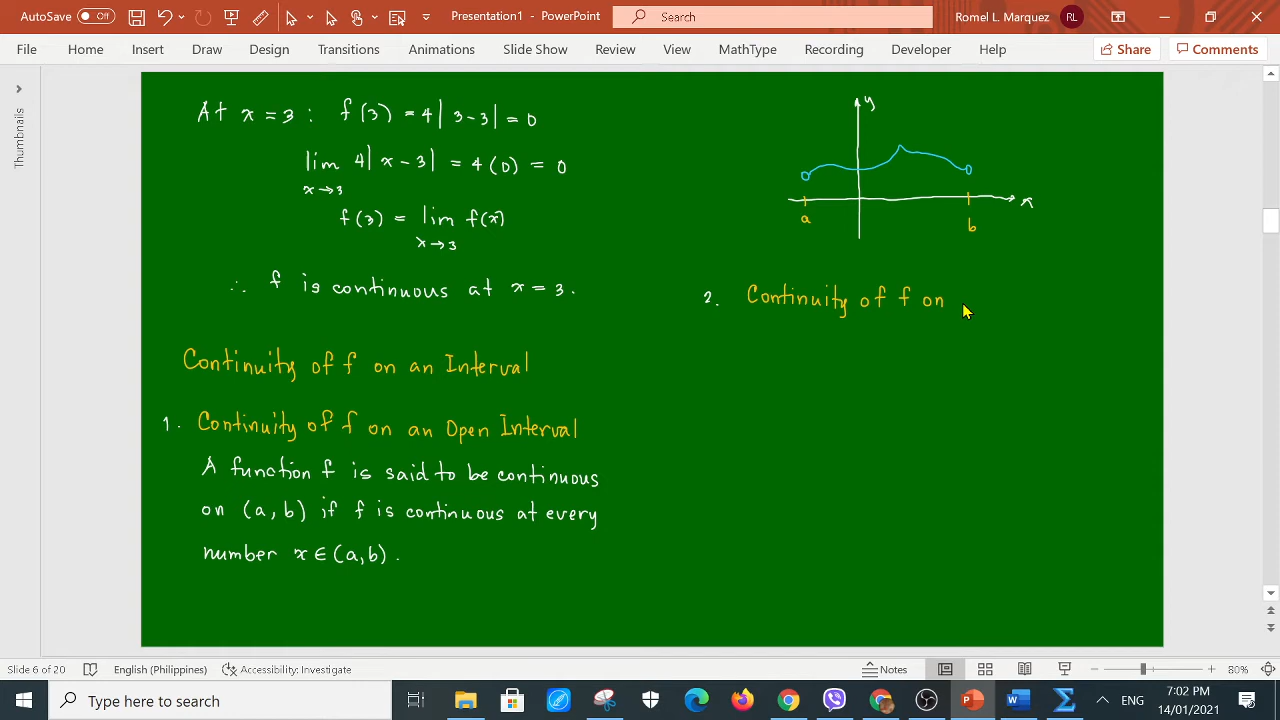 AutoSave Off Presentation1 - PowerPoint Search Romel L. Marquez RL
File Home Insert Draw Design Transitions Animations Slide Show Review View MathType Recording Developer Help Share Comments
Thumbnails
At x = 3 : f(3) = 4|3-3| = 0
lim 4|x-3| = 4(0) = 0
x→3
f(3) = lim f(x)
x→3
∴ f is continuous at x = 3.
Continuity of f on an Interval
1. Continuity of f on an Open Interval
A function f is said to be continuous
on (a,b) if f is continuous at every
number x∈(a,b).
y
x
a b
2. Continuity of f on
Slide 6 of 20 English (Philippines) Accessibility: Investigate Notes 80%
Type here to search ENG 7:02 PM
14/01/2021